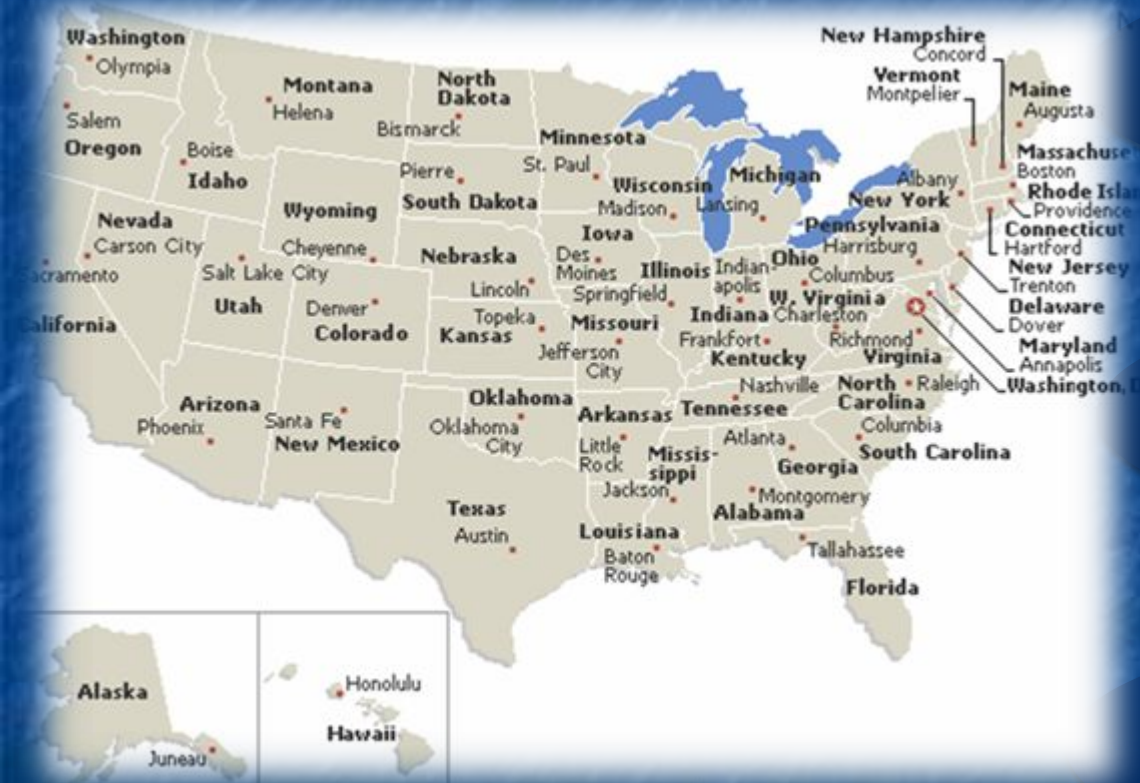 Washington
Olympia
Salem
Oregon
Boise
Idaho
Montana
Helena
North
Dakota
Bismarck
Pierre
South Dakota
Minnesota
St. Paul
Wisconsin
Madison
Michigan
Lansing
New Hampshire
Concord
Vermont
Montpelier
Maine
Augusta
Massachuse
Boston
Rhode Isla
Providence
Connecticut
Hartford
New Jersey
Trenton
Delaware
Dover
Maryland
Annapolis
Washington,
Albany
New York
Pennsylvania
Harrisburg
Nevada
Carson City
Sacramento
California
Wyoming
Cheyenne
Salt Lake City
Utah
Denver
Colorado
Nebraska
Lincoln
Topeka
Kansas
Iowa
Des
Moines
Illinois
Springfield
Missouri
Jefferson
City
Indian-
apolis
Indiana
Ohio
Columbus
W. Virginia
Charleston
Frankfort
Kentucky
Richmond
Virginia
Arizona
Phoenix
Santa Fe
New Mexico
Oklahoma
Oklahoma
City
Arkansas
Little
Rock
Nashville
Tennessee
North
Carolina
Raleigh
Columbia
South Carolina
Missis-
sippi
Jackson
Atlanta
Georgia
Montgomery
Alabama
Texas
Austin
Louisiana
Baton
Rouge
Tallahassee
Florida
Alaska
Juneau
Honolulu
Hawaii